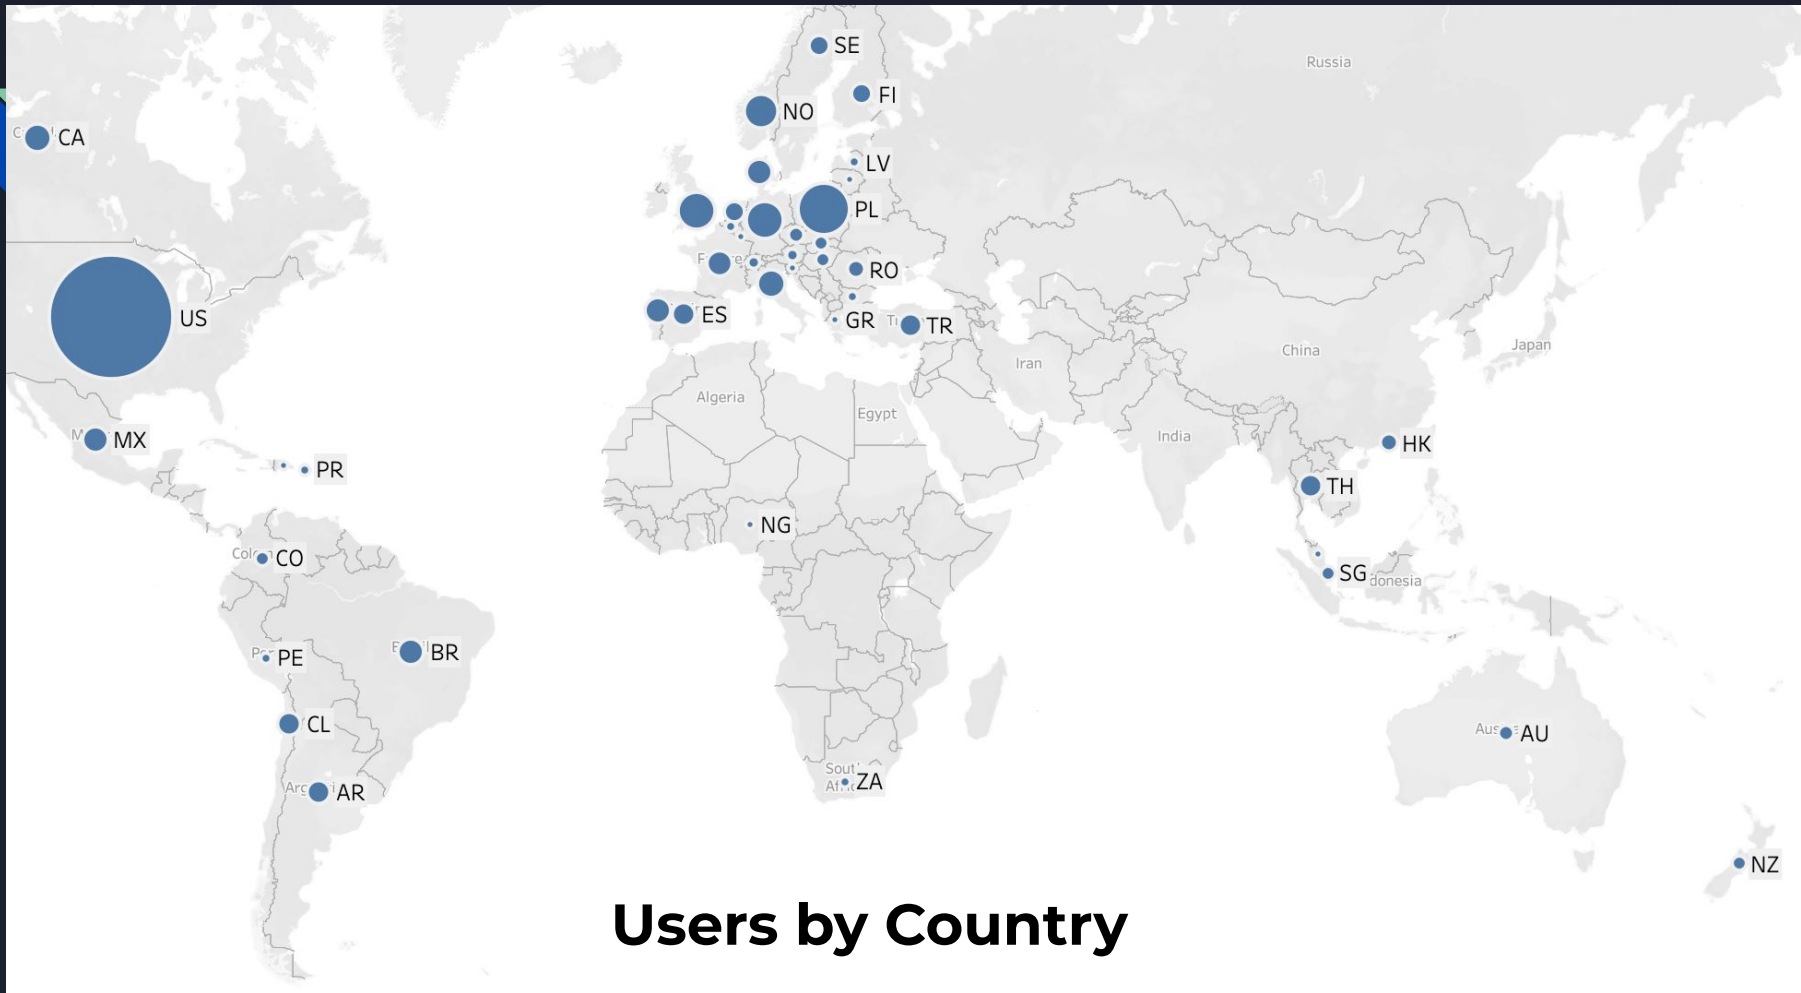 SE
Russia
FI
NO
CA
LV
PL
RO
US
ES
GR
TR
Japan
China
Iran
Algeria
Egypt
India
MX
HK
PR
TH
NG
CO
SG
donesia
PE
BR
CL
AU
ZA
AR
NZ
Users by Country